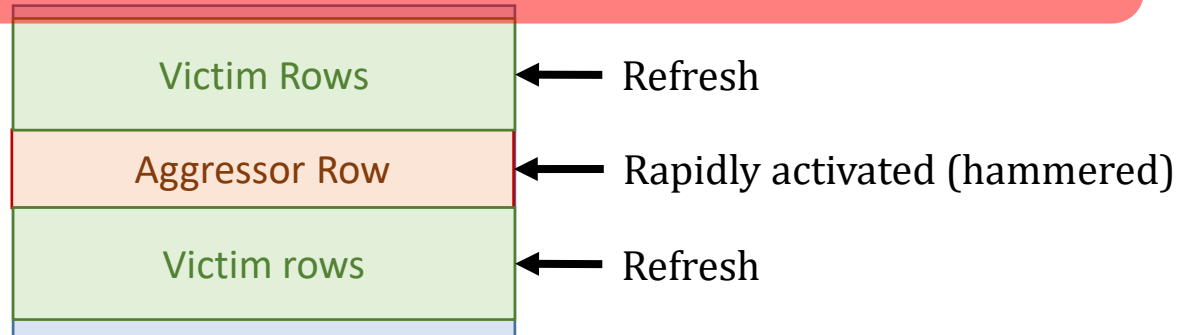 Victim Rows
Refresh
Aggressor Row
Rapidly activated (hammered)
Victim rows
Refresh